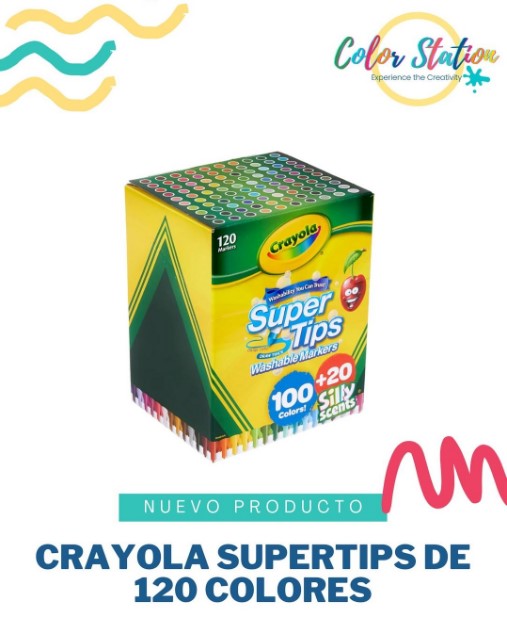 Color Station
Experience the Creativity
120
Markers
Crayola
Washability You Can Trust
Super
Tips
Washable Markers
100
Colors!
+20
Silly
Scents
NUEVO PRODUCTO
CRAYOLA SUPERTIPS DE
120 COLORES